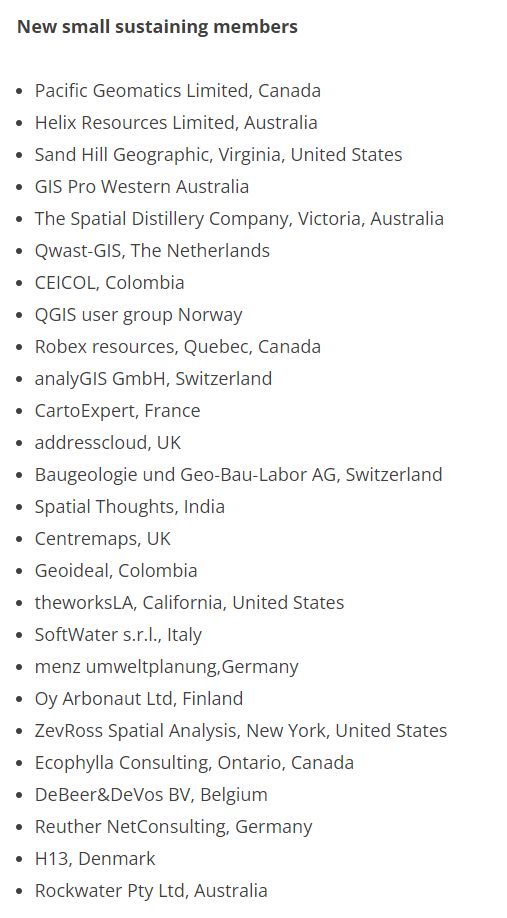 New small sustaining members
Pacific Geomatics Limited, Canada
Helix Resources Limited, Australia
Sand Hill Geographic, Virginia, United States
GIS Pro Western Australia
The Spatial Distillery Company, Victoria, Australia
Qwast-GIS, The Netherlands
CEICOL, Colombia
QGIS user group Norway
Robex resources, Quebec, Canada
analyGIS GmbH, Switzerland
CartoExpert, France
addresscloud, UK
Baugeologie und Geo-Bau-Labor AG, Switzerland
Spatial Thoughts, India
Centremaps, UK
Geoideal, Colombia
theworksLA, California, United States
SoftWater s.r.l., Italy
menz umweltplanung,Germany
Oy Arbonaut Ltd, Finland
ZevRoss Spatial Analysis, New York, United States
Ecophylla Consulting, Ontario, Canada
DeBeer&DeVos BV, Belgium
Reuther NetConsulting, Germany
H13, Denmark
Rockwater Pty Ltd, Australia